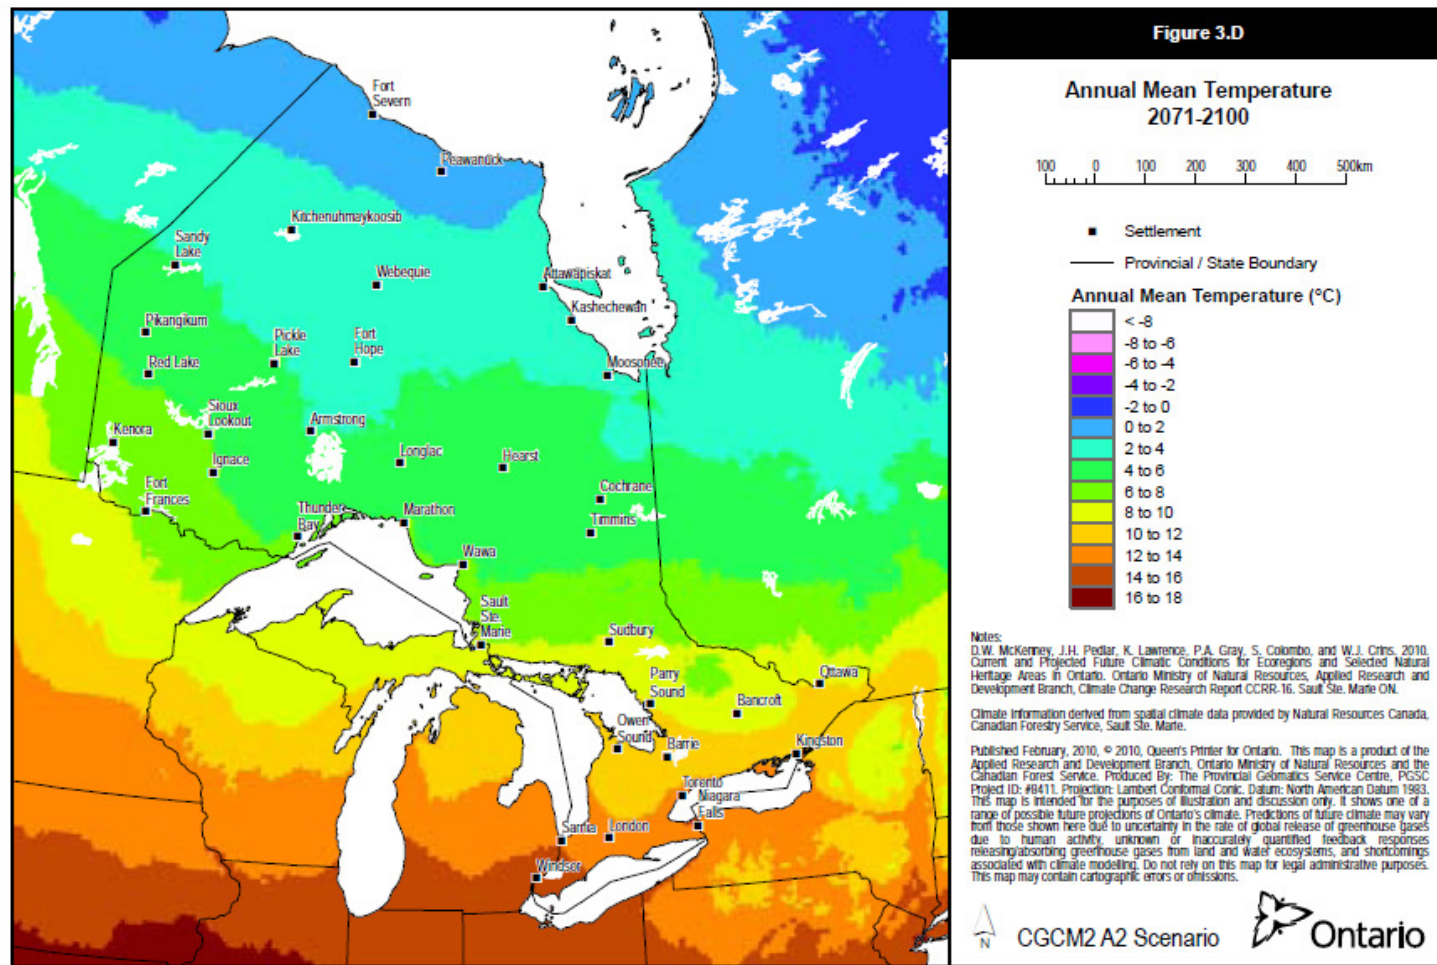 Figure 3.D
Annual Mean Temperature
2071-2100
100 0 100 200 300 400 500km
Settlement
Provincial / State Boundary
Annual Mean Temperature (°C)
< -8
-8 to -6
-6 to -4
-4 to -2
-2 to 0
0 to 2
2 to 4
4 to 6
6 to 8
8 to 10
10 to 12
12 to 14
14 to 16
16 to 18
Notes:
D.W. McKenney, J.H. Pedlar, K. Lawrence, P.A. Gray, S. Colombo, and W.J. Crins. 2010.
Current and Projected Future Climatic Conditions for Ecoregions and Selected Natural
Heritage Areas in Ontario. Ontario Ministry of Natural Resources, Applied Research and
Development Branch, Climate Change Research Report CCRR-16. Sault Ste. Marie ON.
Climate information derived from spatial climate data provided by Natural Resources Canada,
Canadian Forestry Service, Sault Ste. Marie.
Published February, 2010, © 2010, Queen's Printer for Ontario. This map is a product of the
Applied Research and Development Branch, Ontario Ministry of Natural Resources and the
Canadian Forest Service. Produced By: The Provincial Geomatics Service Centre, PGSC
Project ID: #8411. Projection: Lambert Conformal Conic. Datum: North American Datum 1983.
This map is intended for the purposes of illustration and discussion only. It shows one of a
range of possible future projections of Ontario's climate. Predictions of future climate may vary
from those shown here due to uncertainty in the rate of global release of greenhouse gases
due to human activity, unknown or inaccurately quantified feedback responses
releasing/absorbing greenhouse gases from land and water ecosystems, and shortcomings
associated with climate modelling. Do not rely on this map for legal administrative purposes.
This map may contain cartographic errors or omissions.
N
CGCM2 A2 Scenario
Ontario
Fort
Severn
Peawanuck
Kitchenuhmaykoosib
Sandy
Lake
Webequie
Attawapiskat
Kashechewan
Pikangikum
Pickle
Lake
Fort
Hope
Red Lake
Moosonee
Sioux
Lookout
Armstrong
Kenora
Longlac
Hearst
Ignace
Fort
Frances
Cochrane
Thunder
Bay
Marathon
Timmins
Wawa
Sault
Ste.
Marie
Sudbury
Parry
Sound
Ottawa
Bancroft
Owen
Sound
Barrie
Kingston
Toronto
Niagara
Falls
Sarnia
London
Windsor